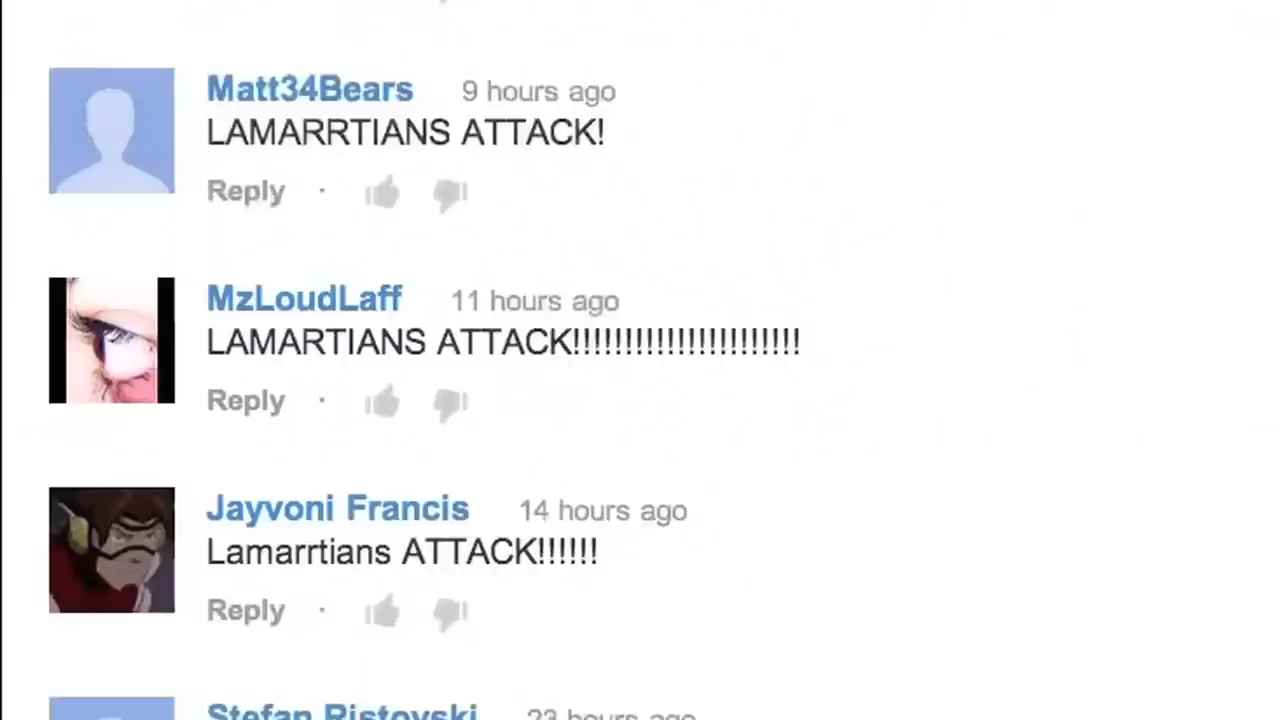 Matt34Bears 9 hours ago
LAMARRTIANS ATTACK!
Reply ·
MzLoudLaff 11 hours ago
LAMARTIANS ATTACK!!!!!!!!!!!!!!!!!!!!!!
Reply ·
Jayvoni Francis 14 hours ago
Lamarrtians ATTACK!!!!!!
Reply ·
Stefan Ristovski 23 hours ago